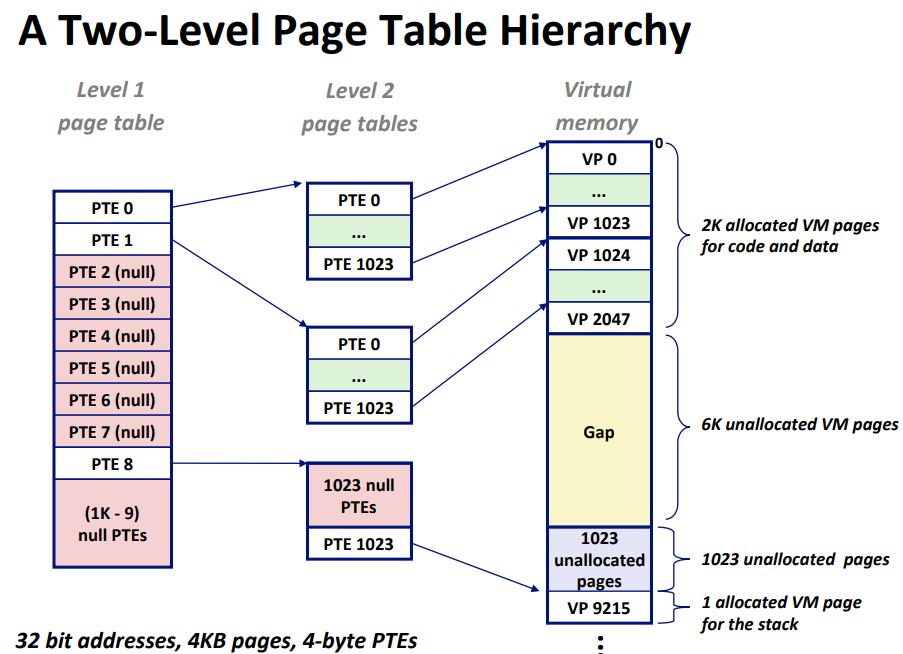 A Two-Level Page Table Hierarchy
Level 1
page table
Level 2
page tables
Virtual
memory
PTE 0
PTE 1
PTE 2 (null)
PTE 3 (null)
PTE 4 (null)
PTE 5 (null)
PTE 6 (null)
PTE 7 (null)
PTE 8
(1K - 9)
null PTEs
PTE 0
...
PTE 1023
PTE 0
...
PTE 1023
1023 null
PTEs
PTE 1023
0
VP 0
...
VP 1023
VP 1024
...
VP 2047
Gap
1023
unallocated
pages
VP 9215
2K allocated VM pages
for code and data
6K unallocated VM pages
1023 unallocated pages
1 allocated VM page
for the stack
32 bit addresses, 4KB pages, 4-byte PTEs